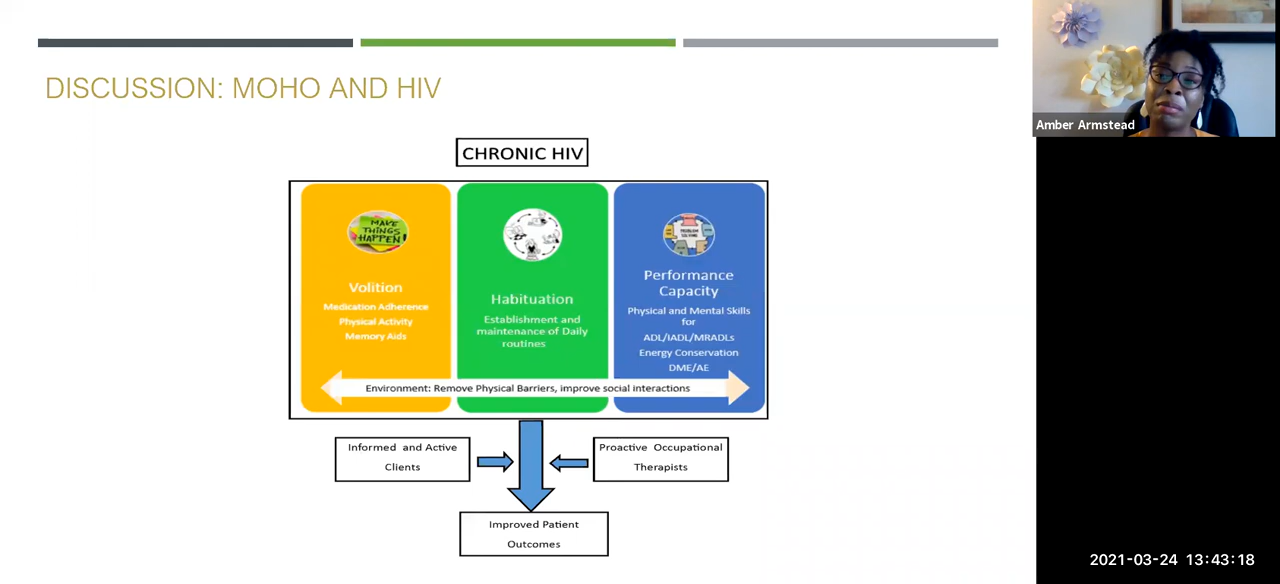 DISCUSSION: MOHO AND HIV
CHRONIC HIV
MAKE
THINGS
HAPPEN!
Volition
Medication Adherence
Physical Activity
Memory Aids
Habituation
Establishment and
maintenance of Daily
routines
PROBLEM
SOLVING
Performance
Capacity
Physical and Mental Skills
for
ADL/IADL/MRADLs
Energy Conservation
DME/AE
Environment: Remove Physical Barriers, improve social interactions
Informed and Active
Clients
Proactive Occupational
Therapists
Improved Patient
Outcomes
Amber Armstead
2021-03-24 13:43:18